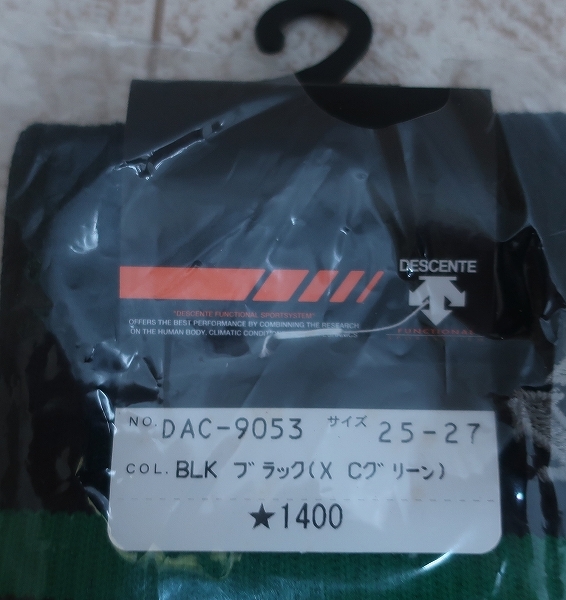 DESCENTE
FUNCTIONAL
"DESCENTE FUNCTIONAL SPORTSYSTEM"
OFFERS THE BEST PERFORMANCE BY COMBINNING THE RESEARCH
ON THE HUMAN BODY, CLIMATIC
NO. DAC-9053 サイズ 25-27
COL. BLK ブラック(X Cグリーン)
★1400